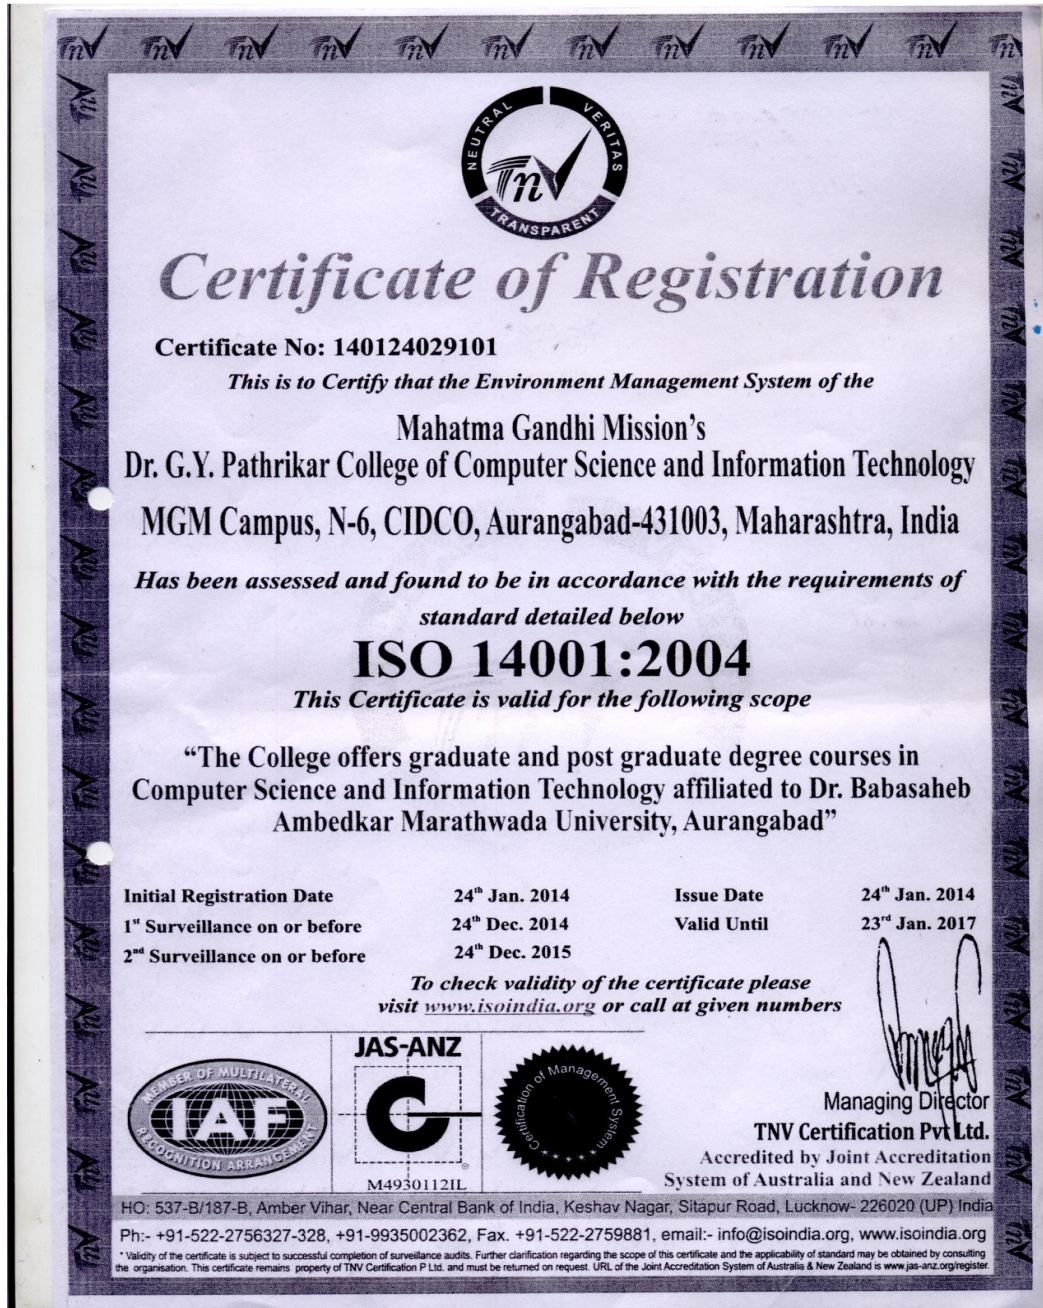 NEUTRAL VERITAS
TnV
TRANSPARENT
Certificate of Registration
Certificate No: 140124029101
This is to Certify that the Environment Management System of the
Mahatma Gandhi Mission's
Dr. G.Y. Pathrikar College of Computer Science and Information Technology
MGM Campus, N-6, CIDCO, Aurangabad-431003, Maharashtra, India
Has been assessed and found to be in accordance with the requirements of
standard detailed below
ISO 14001:2004
This Certificate is valid for the following scope
“The College offers graduate and post graduate degree courses in
Computer Science and Information Technology affiliated to Dr. Babasaheb
Ambedkar Marathwada University, Aurangabad”
Initial Registration Date 24th Jan. 2014 Issue Date 24th Jan. 2014
1st Surveillance on or before 24th Dec. 2014 Valid Until 23rd Jan. 2017
2nd Surveillance on or before 24th Dec. 2015
To check validity of the certificate please
visit www.isoindia.org or call at given numbers
MEMBER OF MULTILATERAL
IAF
RECOGNITION ARRANGEMENT
JAS-ANZ
M4930112IL
Certification of Management System
Managing Director
TNV Certification Pvt Ltd.
Accredited by Joint Accreditation
System of Australia and New Zealand
HO: 537-B/187-B, Amber Vihar, Near Central Bank of India, Keshav Nagar, Sitapur Road, Lucknow- 226020 (UP) India
Ph:- +91-522-2756327-328, +91-9935002362, Fax. +91-522-2759881, email:- info@isoindia.org, www.isoindia.org
* Validity of the certificate is subject to successful completion of surveillance audits. Further clarification regarding the scope of this certificate and the applicability of standard may be obtained by consulting
the organisation. This certificate remains property of TNV Certification P Ltd. and must be returned on request. URL of the Joint Accreditation System of Australia & New Zealand is www.jas-anz.org/register.